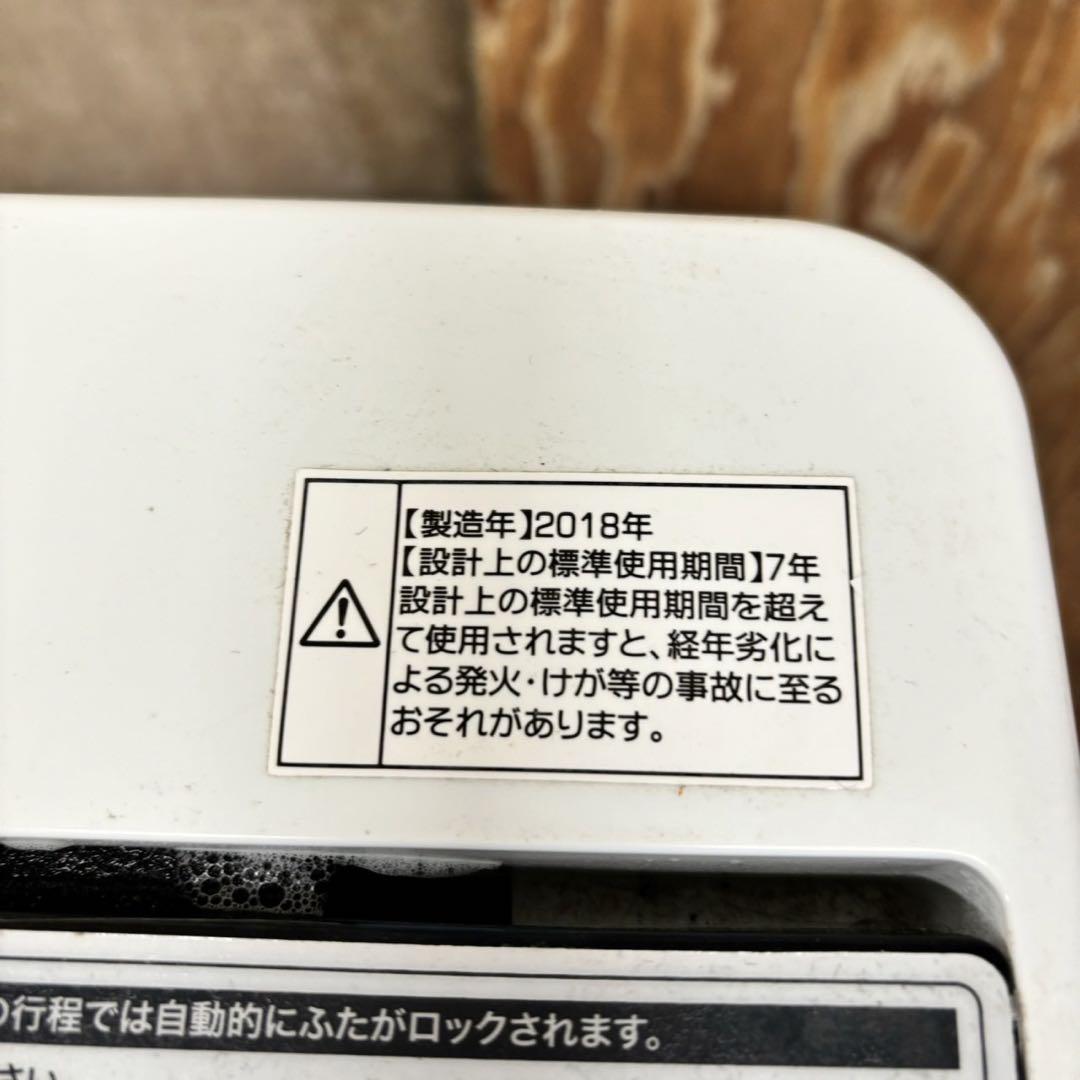 【製造年】2018年
【設計上の標準使用期間】7年
設計上の標準使用期間を超え
て使用されますと、経年劣化に
よる発火・けが等の事故に至る
おそれがあります。
の行程では自動的にふたがロックされます。
さい